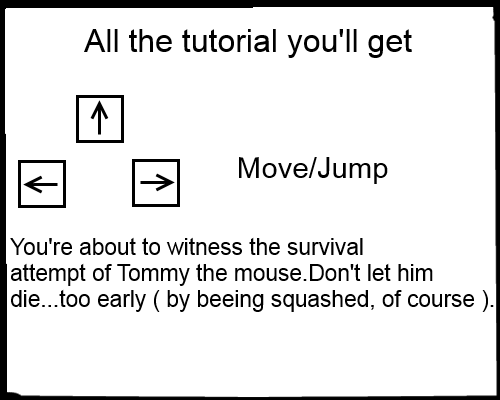 All the tutorial you'll get
Move/Jump
You're about to witness the survival
attempt of Tommy the mouse.Don't let him
die...too early ( by beeing squashed, of course ).